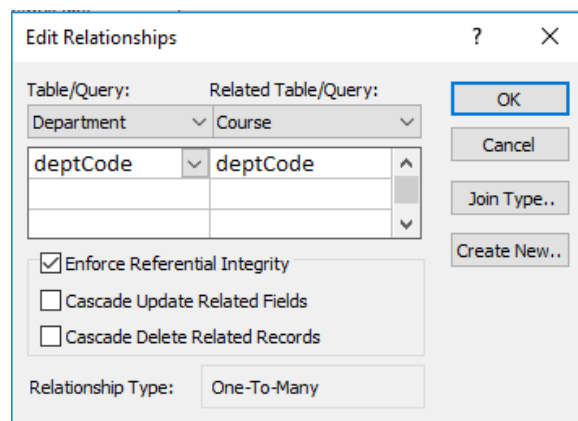 Edit Relationships ? ×
Table/Query: Related Table/Query:
Department Course
deptCode deptCode
Enforce Referential Integrity
Cascade Update Related Fields
Cascade Delete Related Records
Relationship Type: One-To-Many
OK
Cancel
Join Type..
Create New..